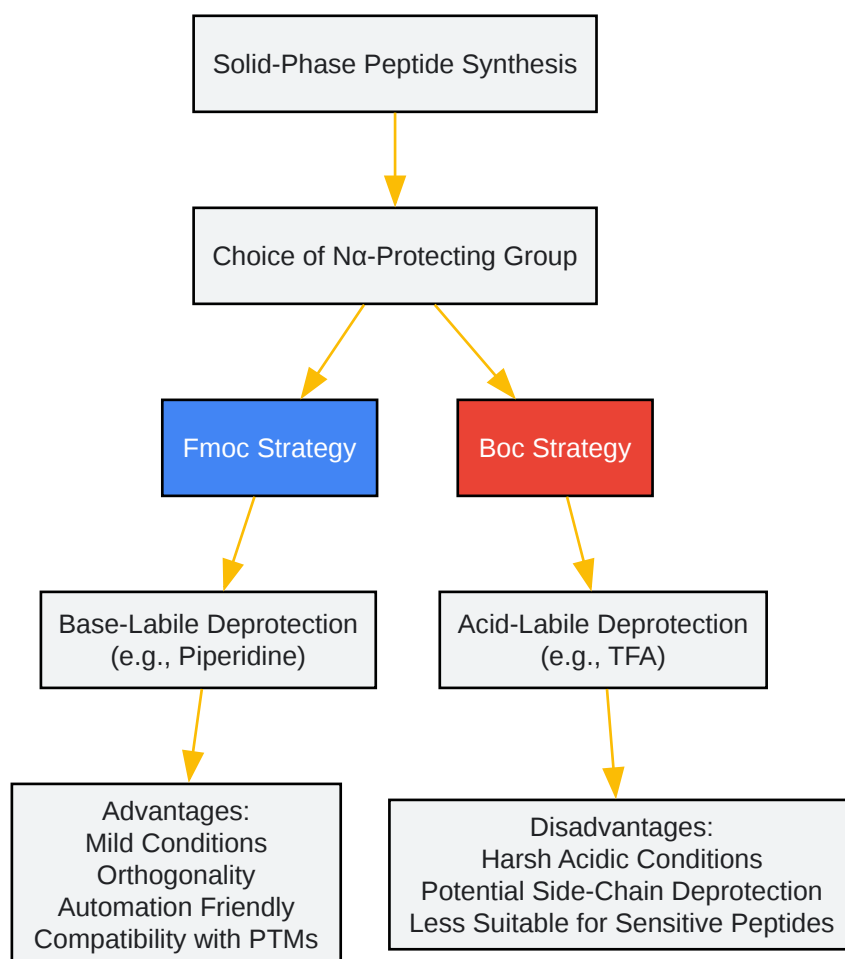 Solid-Phase Peptide Synthesis
Choice of Nα-Protecting Group
Fmoc Strategy
Boc Strategy
Base-Labile Deprotection
(e.g., Piperidine)
Acid-Labile Deprotection
(e.g., TFA)
Advantages:
Mild Conditions
Orthogonality
Automation Friendly
Compatibility with PTMs
Disadvantages:
Harsh Acidic Conditions
Potential Side-Chain Deprotection
Less Suitable for Sensitive Peptides